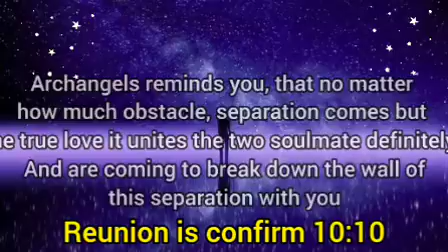 Archangels reminds you, that no matter
how much obstacle, separation comes but
he true love it unites the two soulmate definitely
And are coming to break down the wall of
this separation with you
Reunion is confirm 10:10